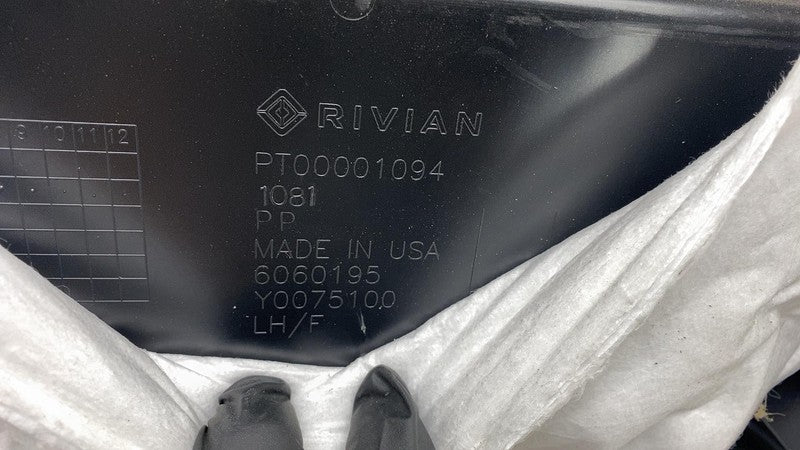 RIVIAN
9 10 11 12
PT00001094
1081
PP
MADE IN USA
6060195
Y0075100
LH/F